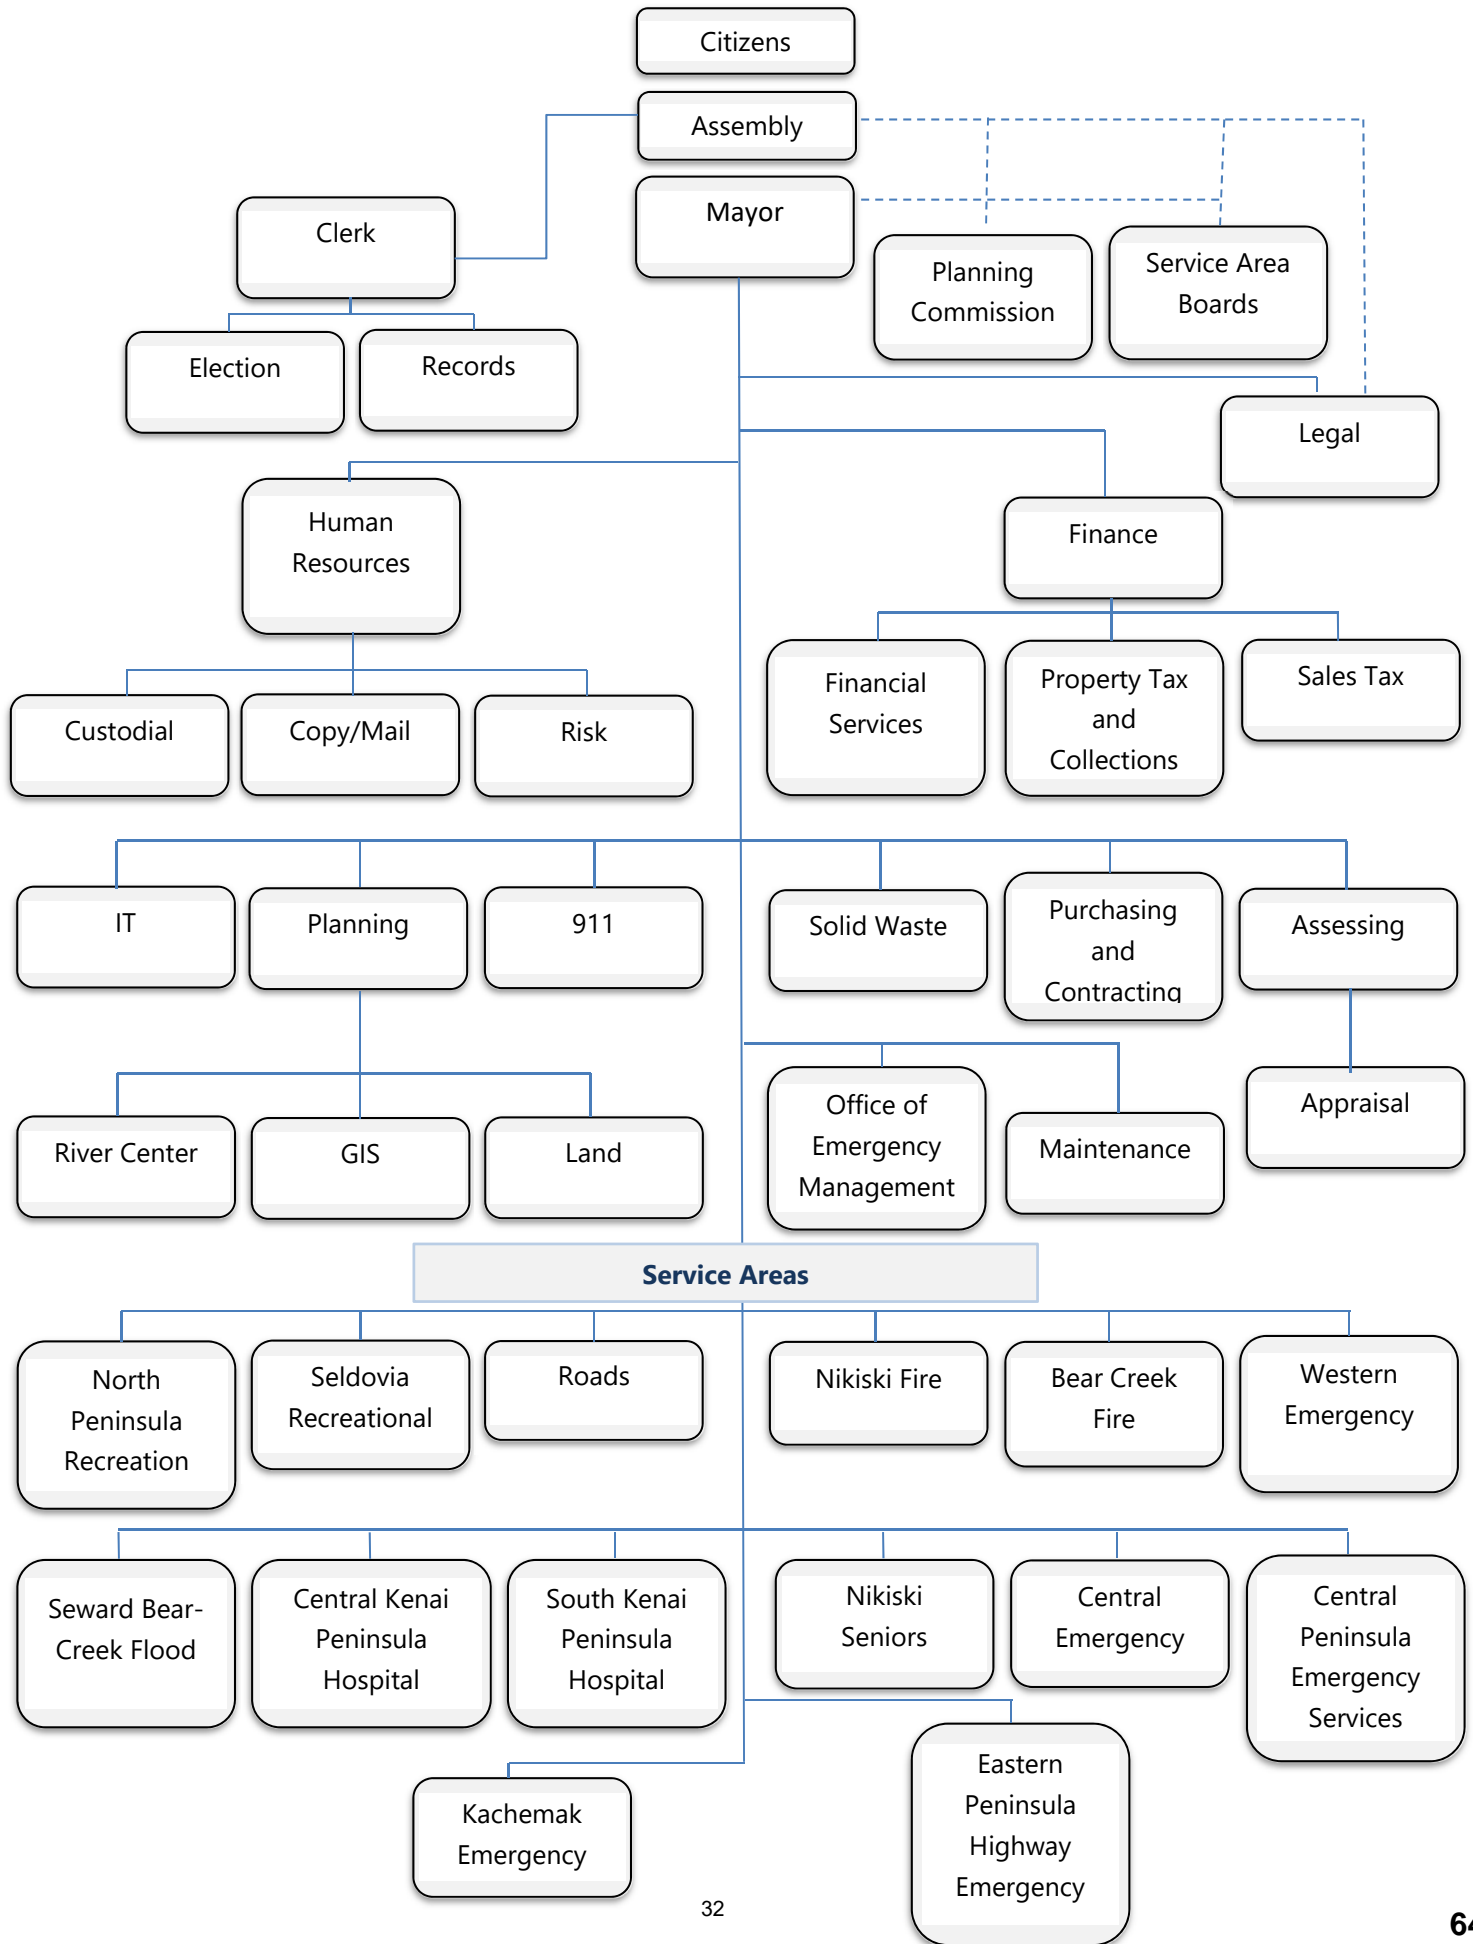 Citizens
Assembly
Mayor
Clerk
Planning
Commission
Service Area
Boards
Election
Records
Legal
Human
Resources
Finance
Custodial
Copy/Mail
Risk
Financial
Services
Property Tax
and
Collections
Sales Tax
IT
Planning
911
Solid Waste
Purchasing
and
Contracting
Assessing
River Center
GIS
Land
Office of
Emergency
Management
Maintenance
Appraisal
Service Areas
North
Peninsula
Recreation
Seldovia
Recreational
Roads
Nikiski Fire
Bear Creek
Fire
Western
Emergency
Seward Bear-
Creek Flood
Central Kenai
Peninsula
Hospital
South Kenai
Peninsula
Hospital
Nikiski
Seniors
Central
Emergency
Central
Peninsula
Emergency
Services
Kachemak
Emergency
Eastern
Peninsula
Highway
Emergency
32
64